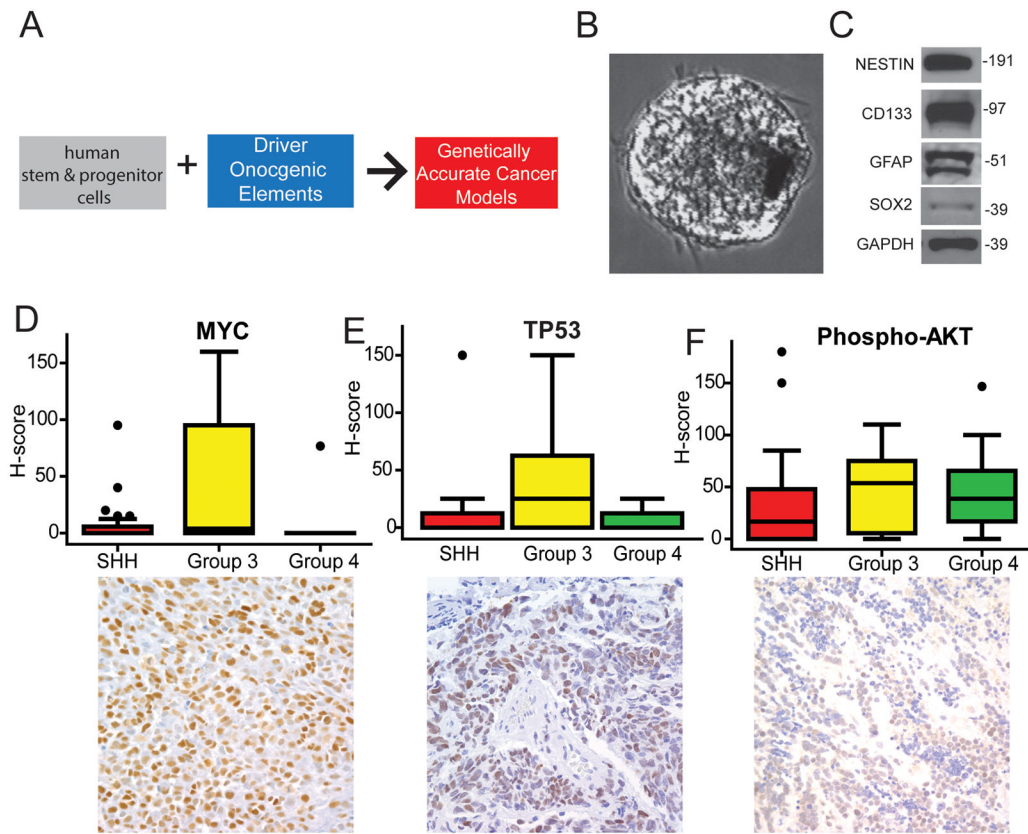 A
human
stem & progenitor
cells
+
Driver
Onocgenic
Elements
Genetically
Accurate Cancer
Models
B
C
NESTIN
-191
CD133
-97
GFAP
-51
SOX2
-39
GAPDH
-39
D
MYC
H-score
150
100
50
0
SHH
Group 3
Group 4
E
TP53
H-score
150
100
50
0
SHH
Group 3
Group 4
F
Phospho-AKT
H-score
150
100
50
0
SHH
Group 3
Group 4